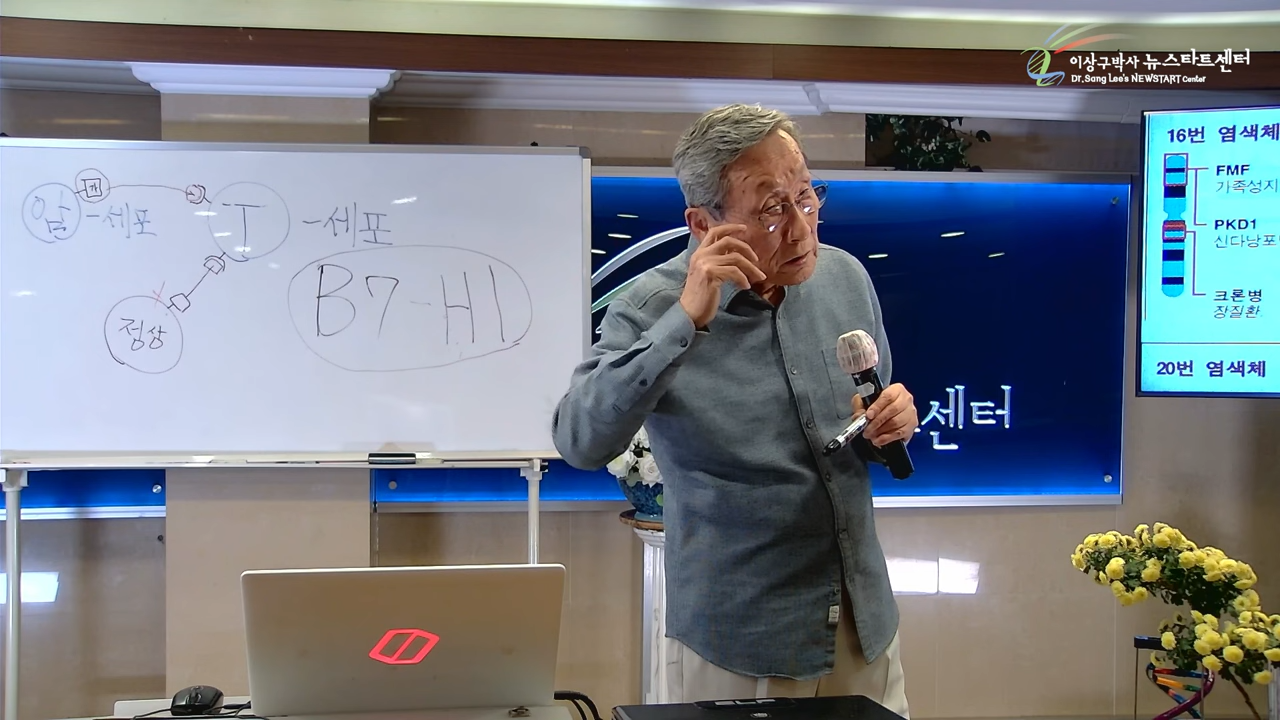 이상구박사 뉴스타트센터
Dr. Sang Lee's NEWSTART Center
암-세포
T-세포
B7-H1
정상
센터
16번 염색체
FMF
가족성지
PKD1
신다낭포
크론병
장질환
20번 염색체